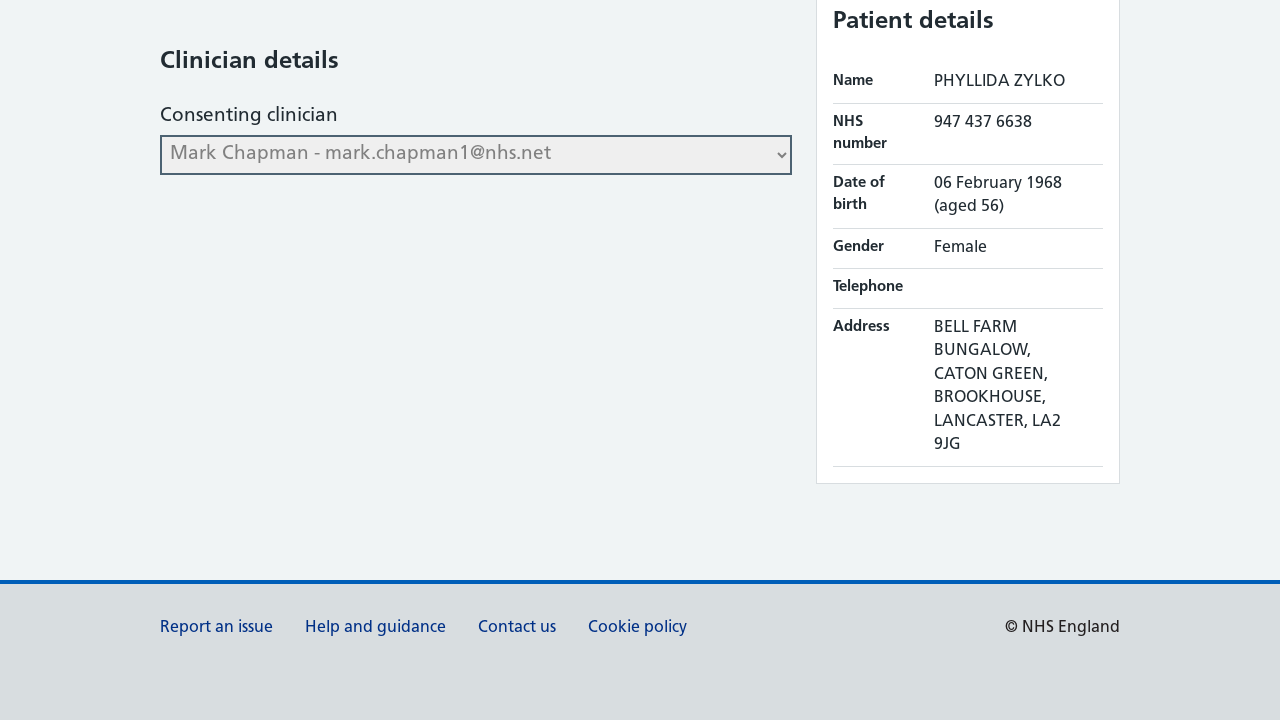 Clinician details
Consenting clinician
Mark Chapman - mark.chapman1@nhs.net
Patient details
Name PHYLLIDA ZYLKO
NHS 947 437 6638
number
Date of 06 February 1968
birth (aged 56)
Gender Female
Telephone
Address BELL FARM
BUNGALOW,
CATON GREEN,
BROOKHOUSE,
LANCASTER, LA2
9JG
Report an issue Help and guidance Contact us Cookie policy © NHS England